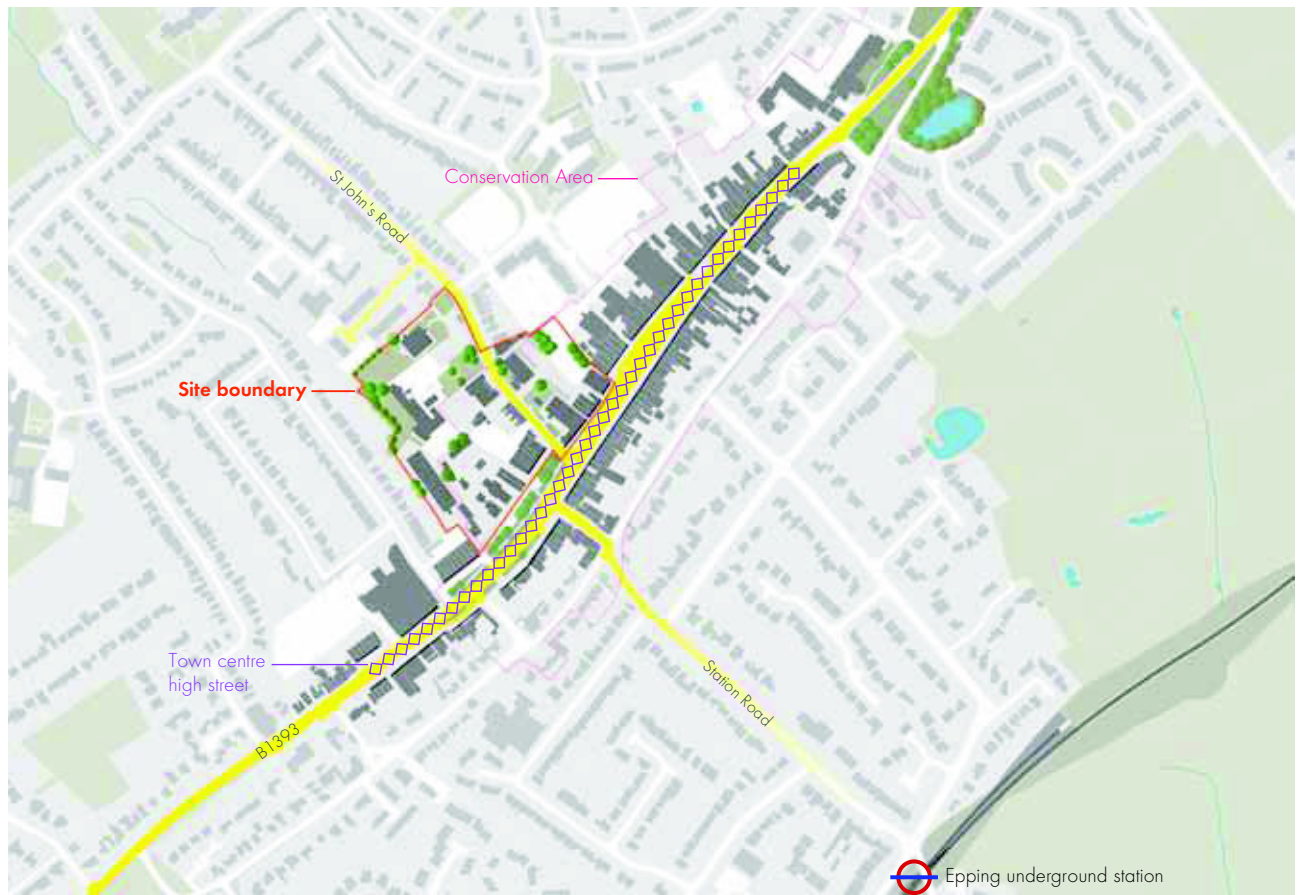 Conservation Area
St John's Road
Site boundary
Town centre
high street
Station Road
B1393
Epping underground station